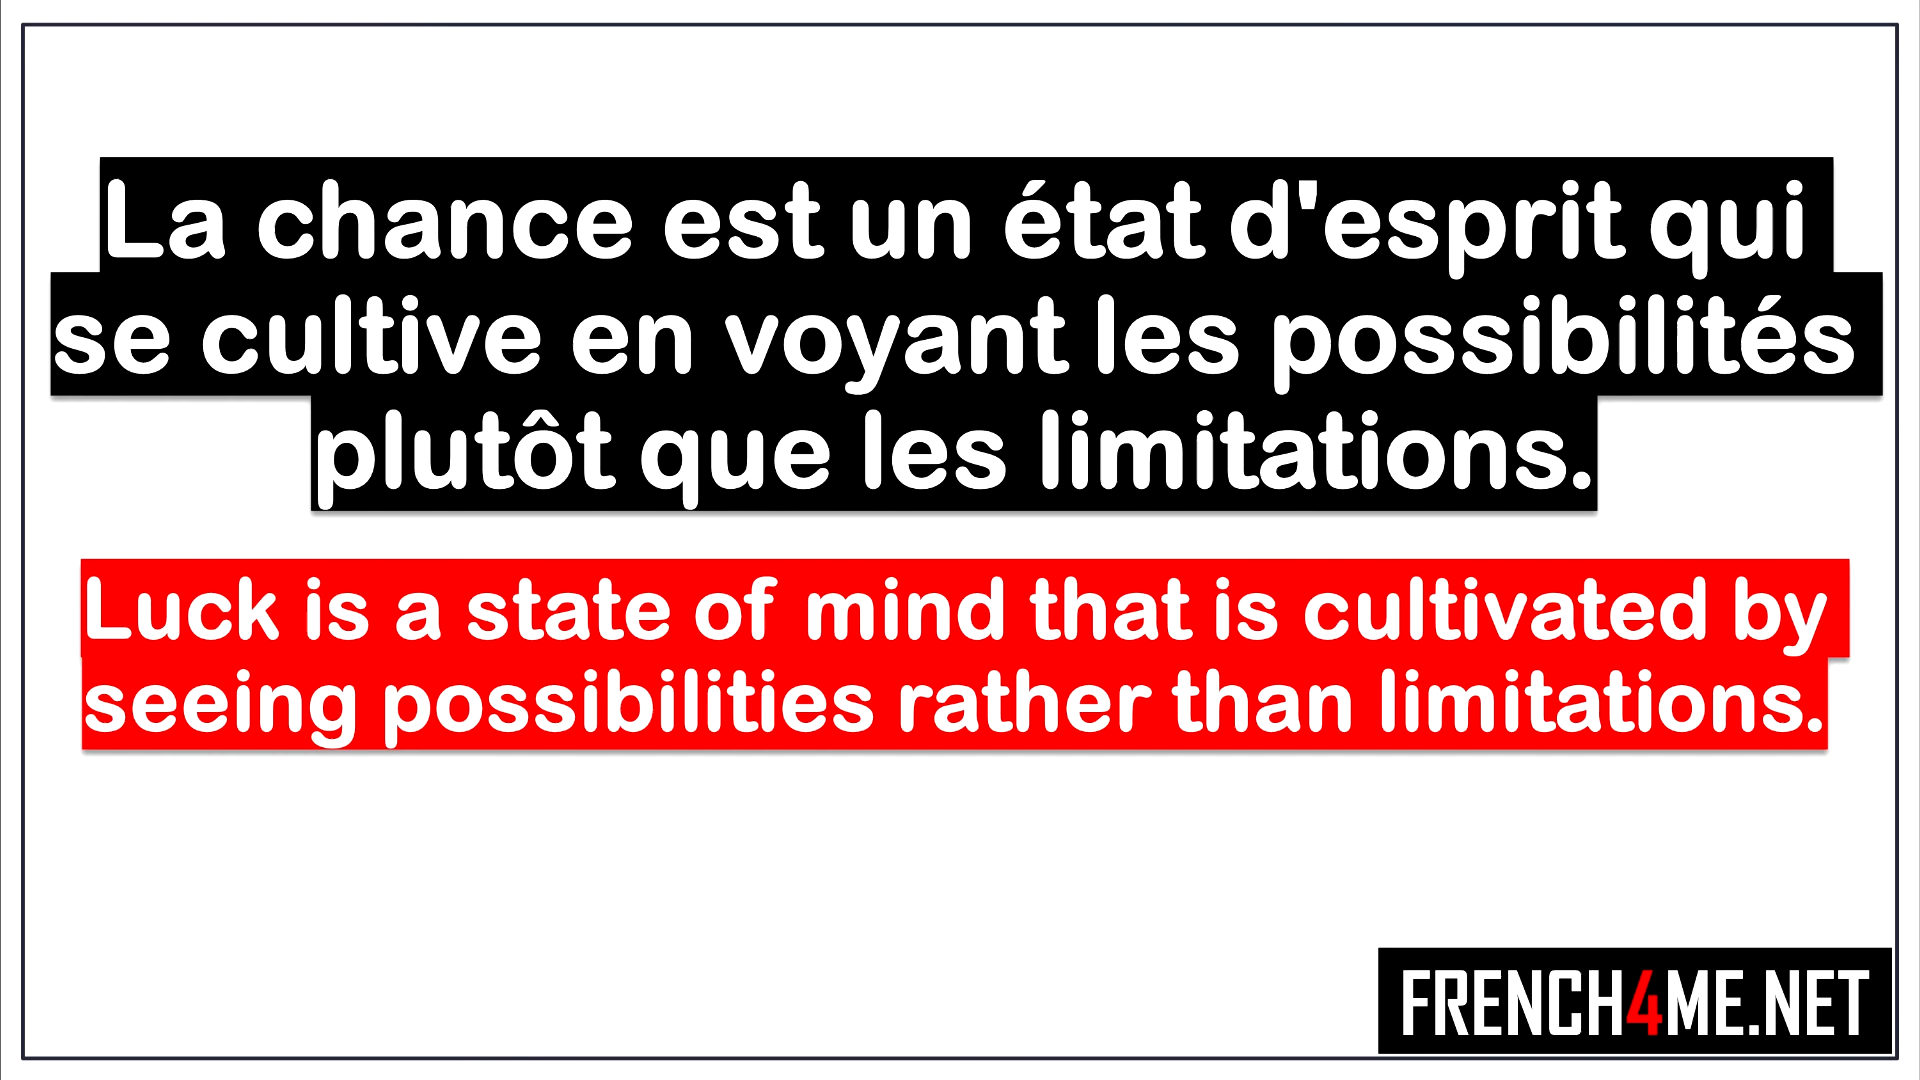 La chance est un état d'esprit qui
se cultive en voyant les possibilités
plutôt que les limitations.
Luck is a state of mind that is cultivated by
seeing possibilities rather than limitations.
FRENCH4ME.NET